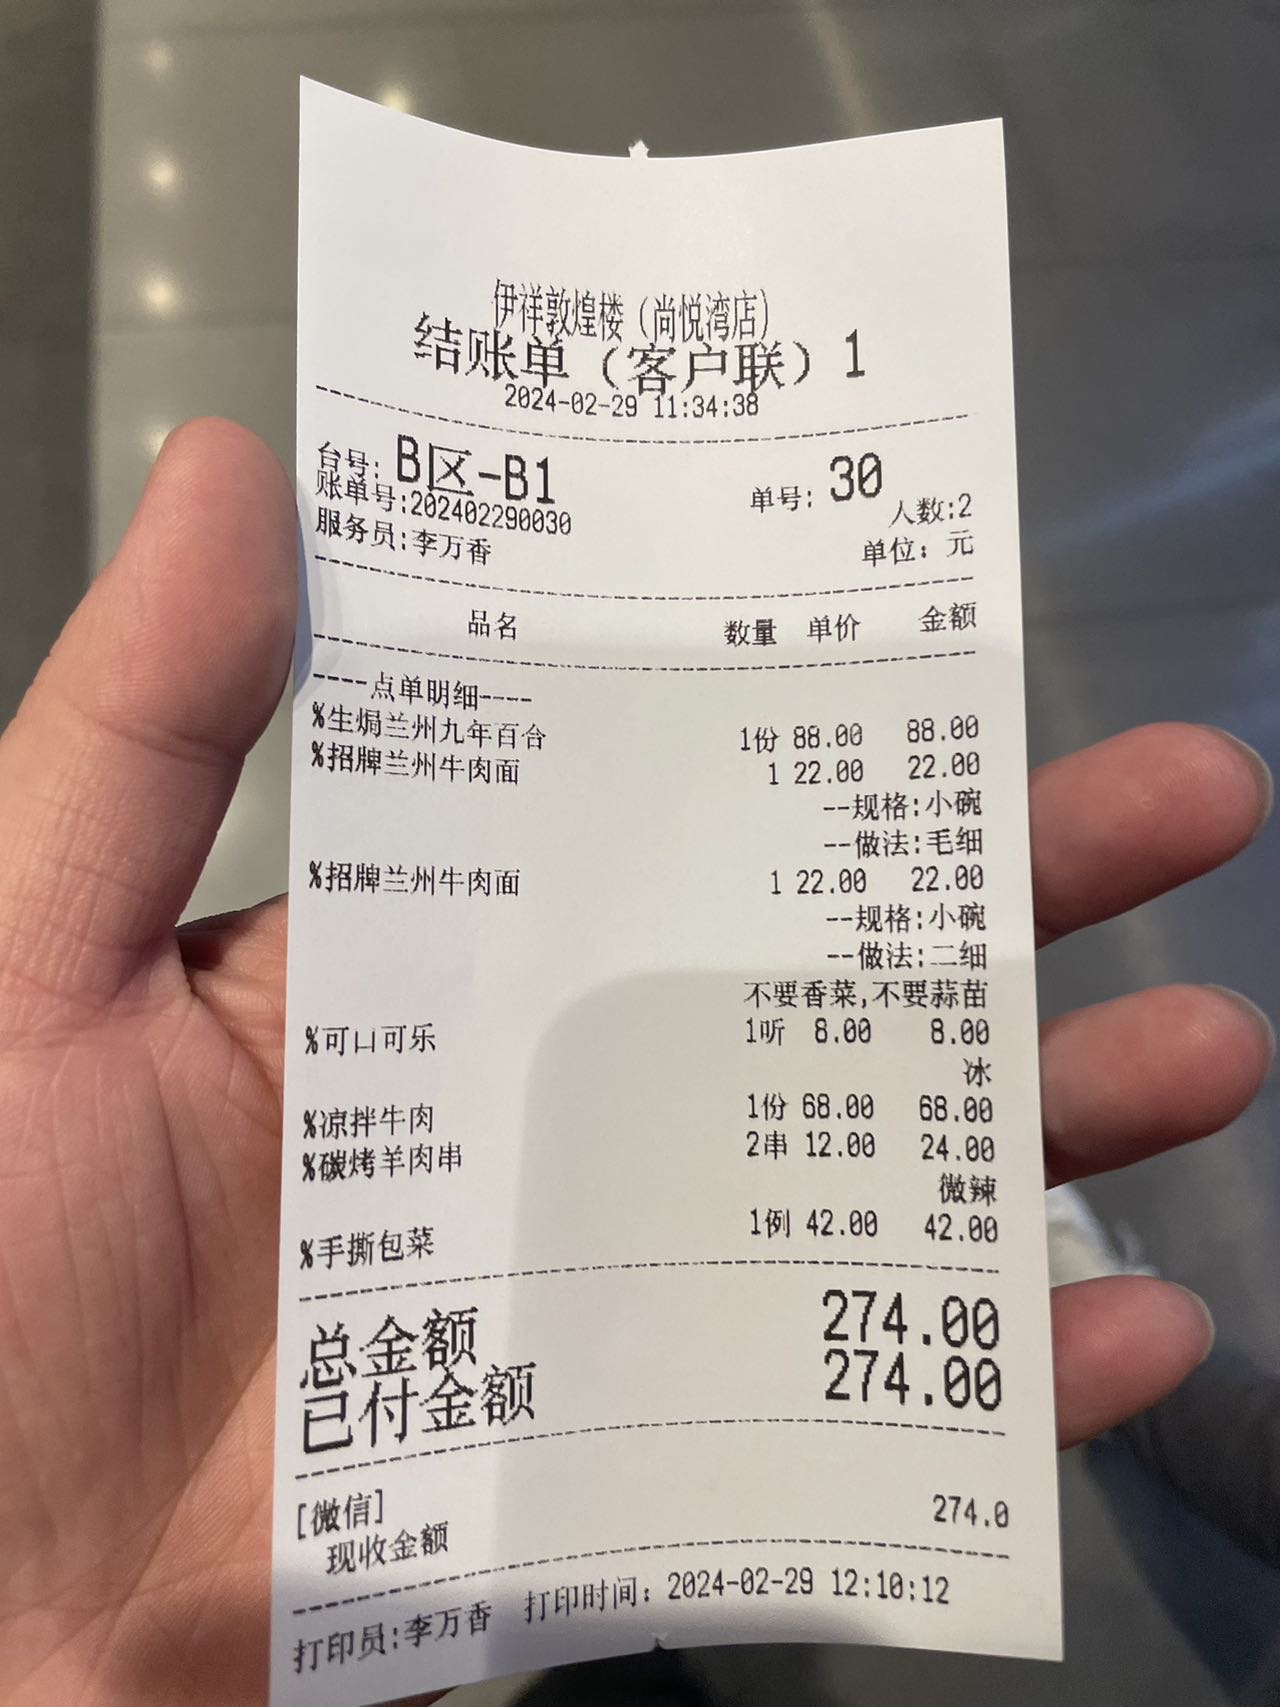 伊祥敦煌楼（尚悦湾店）
结账单（客户联）1
2024-02-29 11:34:38
台号: B区-B1 单号: 30
账单号:202402290030 人数:2
服务员:李万香 单位: 元
品名 数量 单价 金额
----点单明细----
%生焗兰州九年百合 1份 88.00 88.00
%招牌兰州牛肉面 1 22.00 22.00
--规格:小碗
--做法:毛细
%招牌兰州牛肉面 1 22.00 22.00
--规格:小碗
--做法:二细
不要香菜,不要蒜苗
%可口可乐 1听 8.00 8.00
冰
%凉拌牛肉 1份 68.00 68.00
%碳烤羊肉串 2串 12.00 24.00
微辣
%手撕包菜 1例 42.00 42.00
总金额 274.00
已付金额 274.00
[微信] 274.0
现收金额
打印员:李万香 打印时间: 2024-02-29 12:10:12